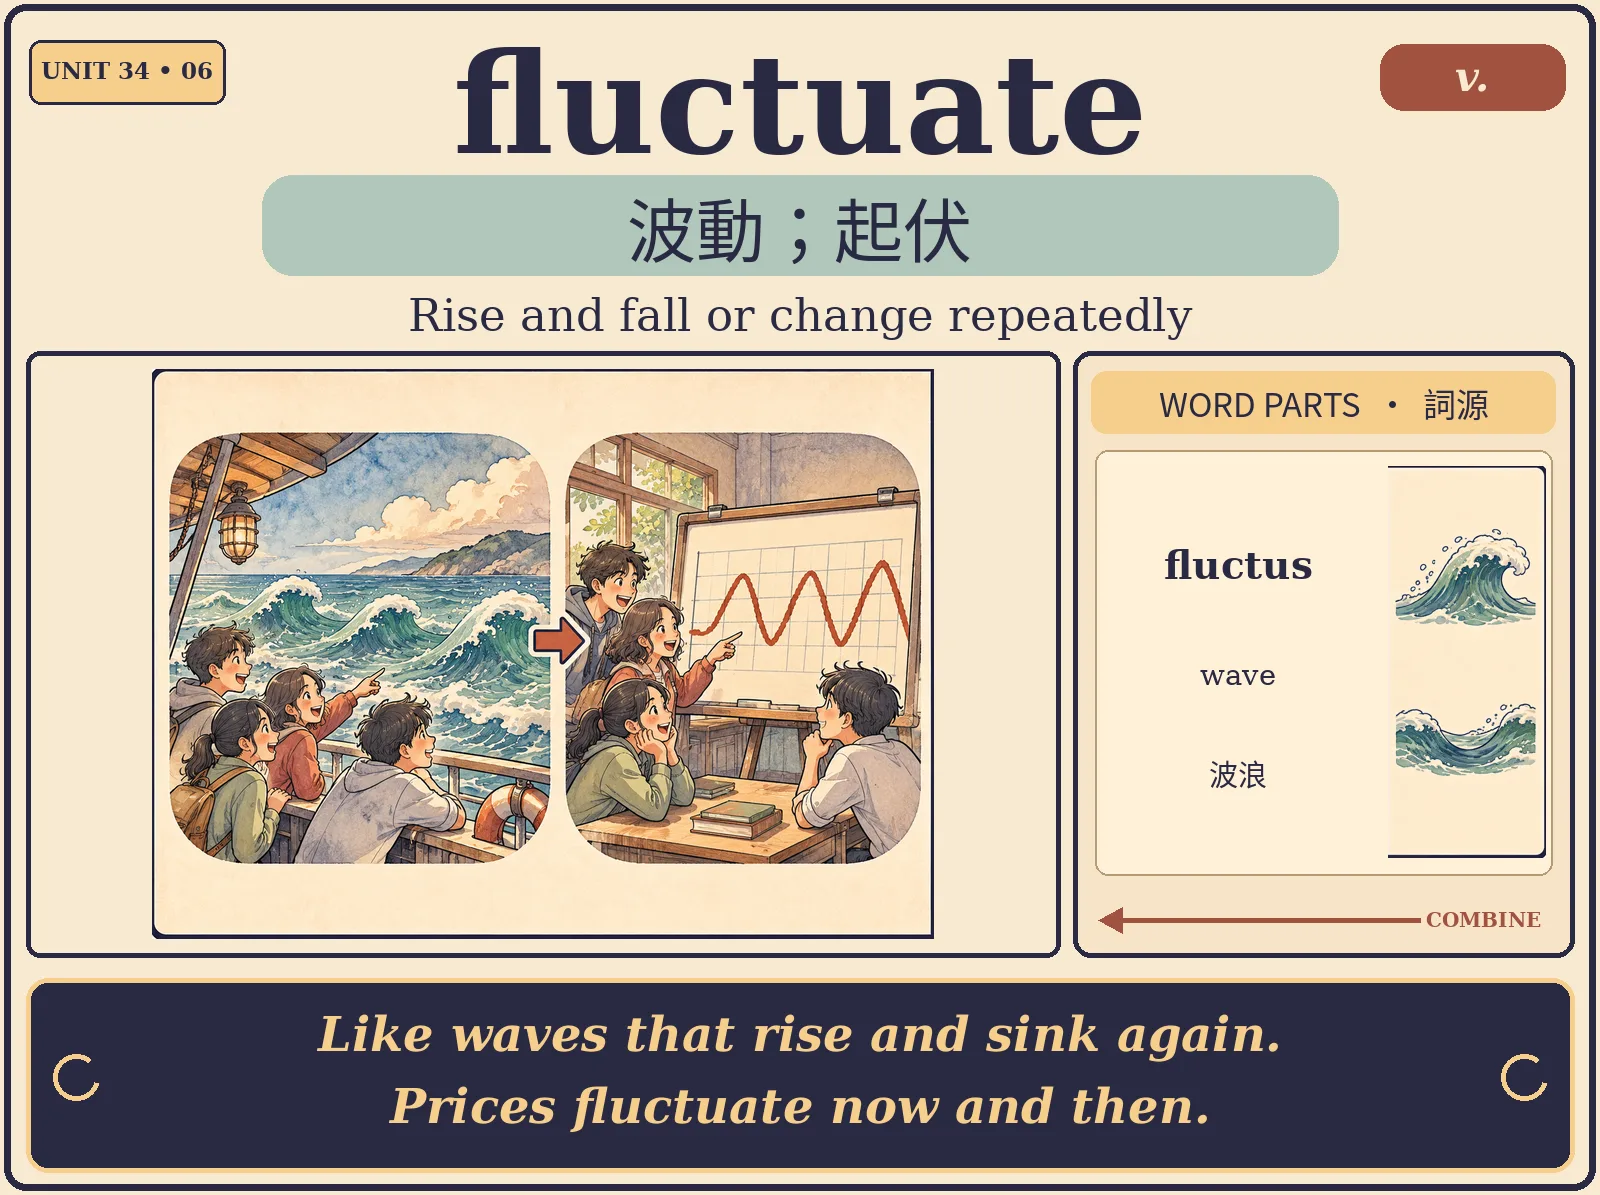 UNIT 34 • 06
fluctuate
v.
波動；起伏
Rise and fall or change repeatedly
WORD PARTS ・ 詞源
fluctus
wave
波浪
COMBINE
Like waves that rise and sink again.
Prices fluctuate now and then.